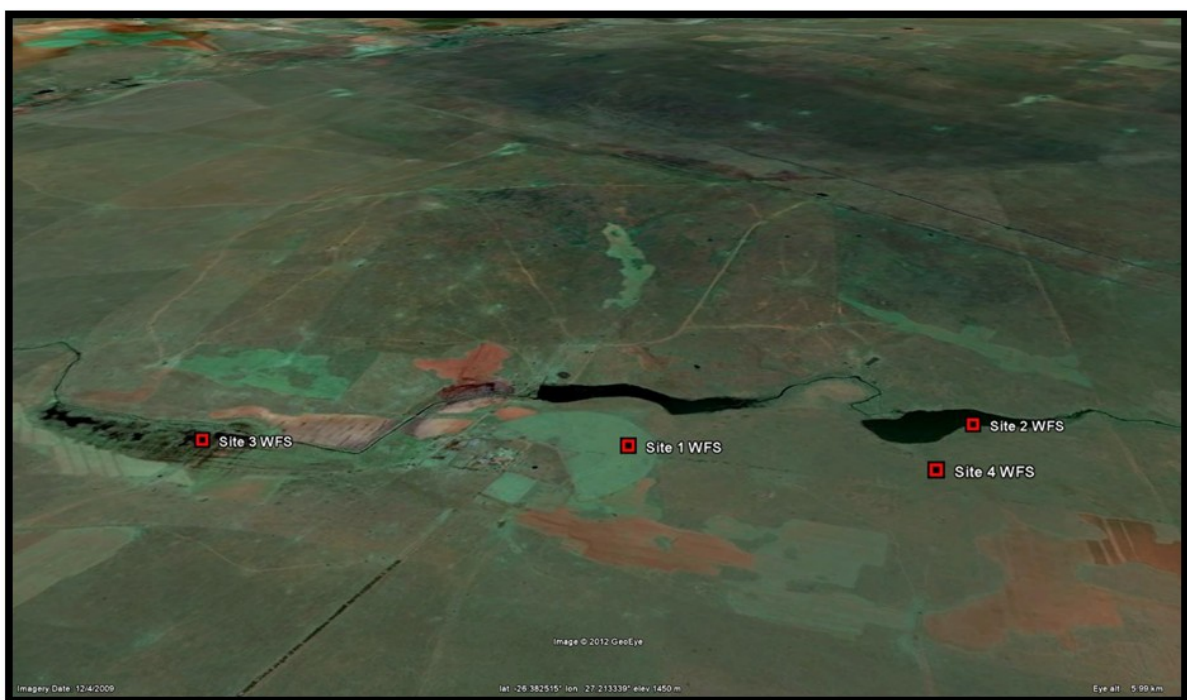 Site 3 WFS
Site 1 WFS
Site 2 WFS
Site 4 WFS
Image © 2012 GeoEye
Imagery Date: 12/4/2009
lat -26.382515° lon 27.213339° elev 1450 m
Eye alt 5.99 km